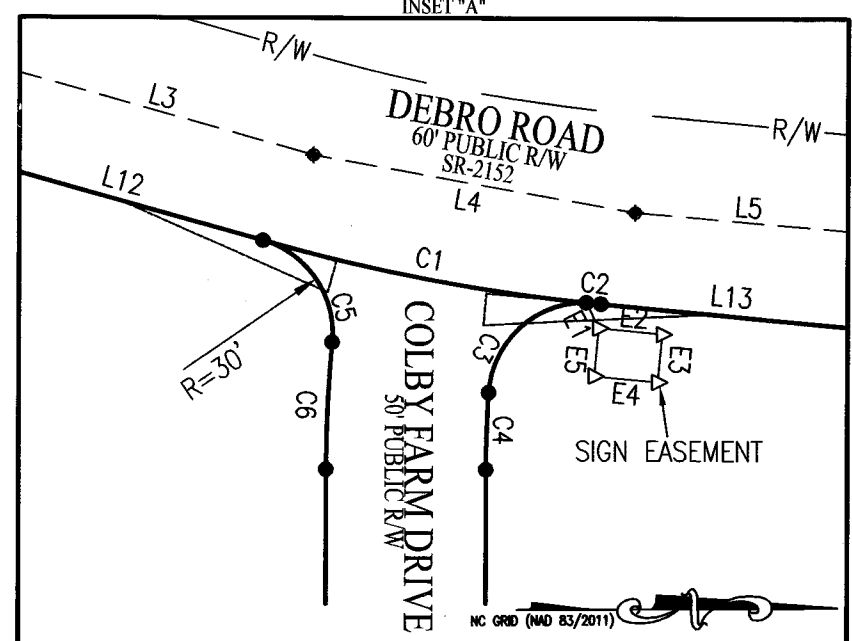 INSET "A"
R/W
L3
DEBRO ROAD
60' PUBLIC R/W
SR-2152
R/W
L12
L4
L5
C1
C2
L13
C5
R=30'
C3
E1
E2
E3
E5
E4
C6
C4
COLBY FARM DRIVE
50' PUBLIC R/W
SIGN EASEMENT
NC GRID (NAD 83/2011)